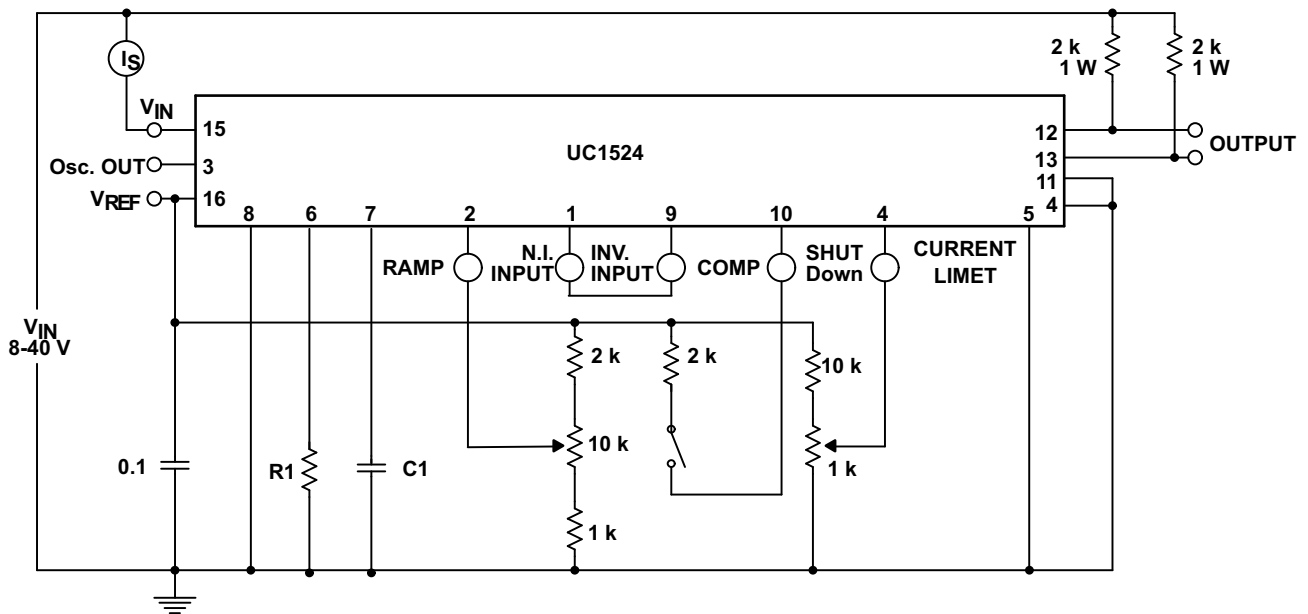 2 k
1 W
2 k
1 W
IS
VIN
15
UC1524
12
OUTPUT
Osc. OUT
3
13
VREF
16
11
4
8
6
7
2
1
9
10
4
5
RAMP
N.I.
INPUT
INV.
INPUT
COMP
SHUT
Down
CURRENT
LIMET
VIN
8-40 V
2 k
2 k
10 k
10 k
0.1
R1
C1
1 k
1 k